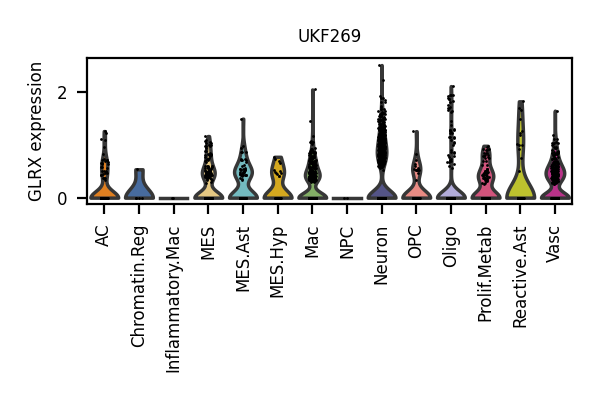 UKF269
GLRX expression
2
0
AC
Chromatin.Reg
Inflammatory.Mac
MES
MES.Ast
MES.Hyp
Mac
NPC
Neuron
OPC
Oligo
Prolif.Metab
Reactive.Ast
Vasc